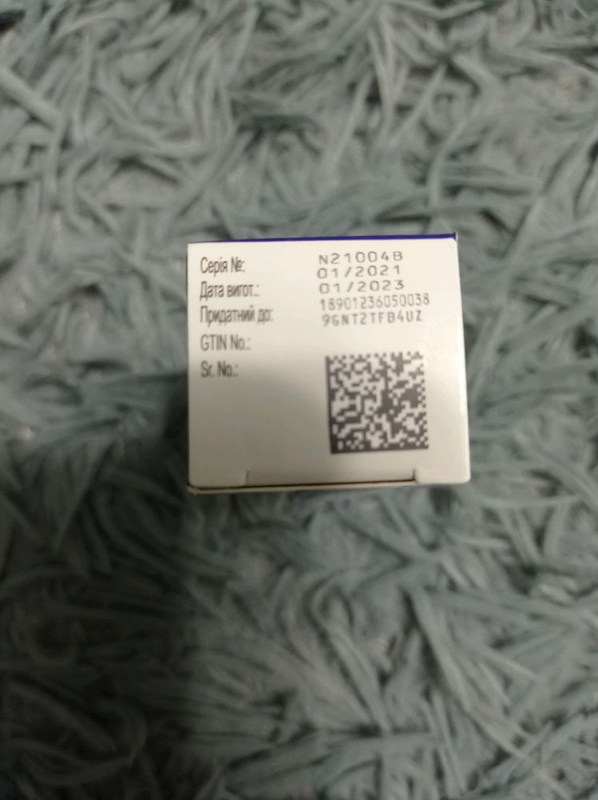 Серія №: N21004B
Дата вигот.: 01/2021
Придатний до: 01/2023
GTIN No.: 18901236050038
Sr. No.: 9GNTZTFB4UZ